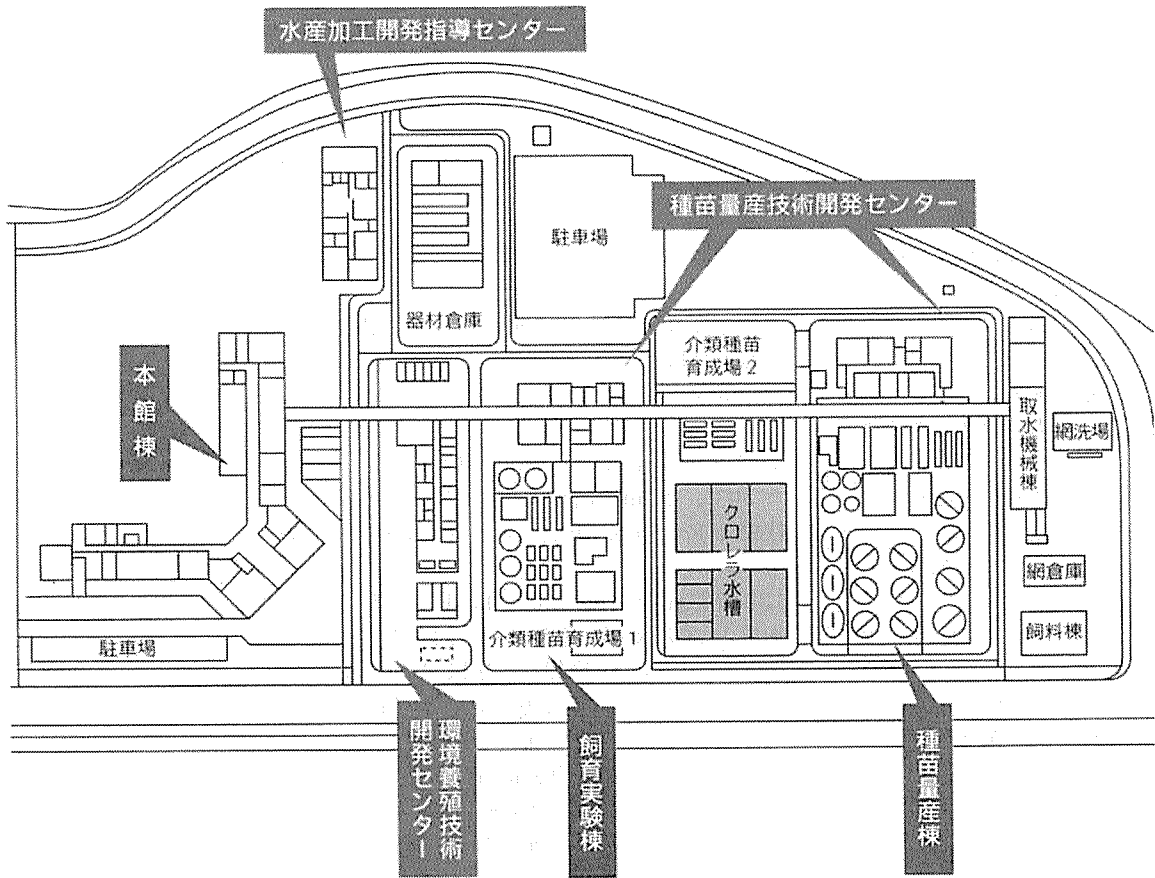 水産加工開発指導センター
種苗量産技術開発センター
駐車場
器材倉庫
介類種苗
育成場2
本館棟
取水機械棟
網洗場
クロレラ水槽
網倉庫
介類種苗育成場1
飼料棟
駐車場
環境養殖技術
開発センター
飼育実験棟
種苗量産棟